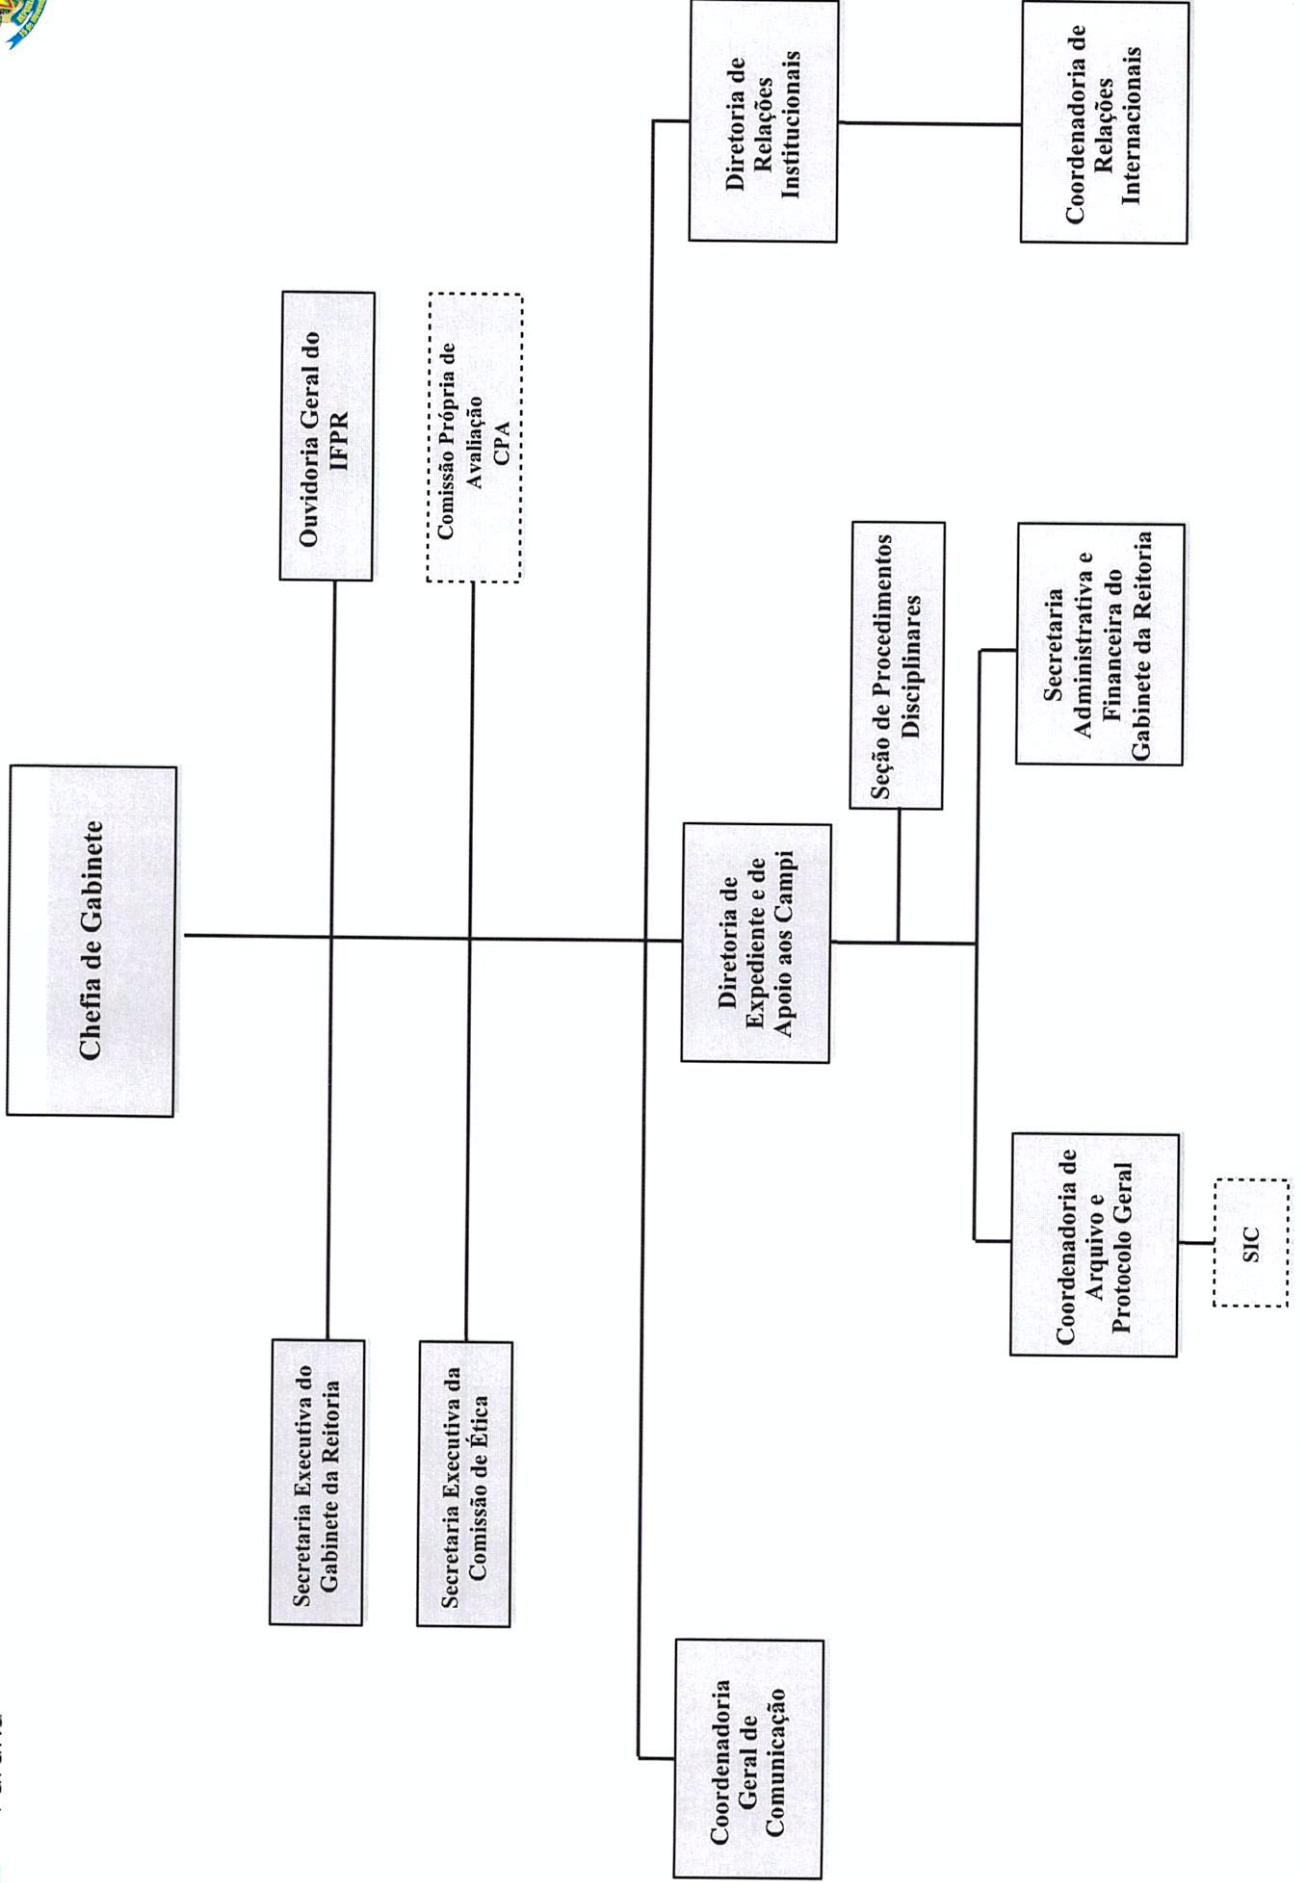 Chefia de Gabinete
Secretaria Executiva do
Gabinete da Reitoria
Ouvidoria Geral do
IFPR
Secretaria Executiva da
Comissão de Ética
Comissão Própria de
Avaliação
CPA
Coordenadoria
Geral de
Comunicação
Diretoria de
Expediente e de
Apoio aos Campi
Diretoria de
Relações
Institucionais
Seção de Procedimentos
Disciplinares
Coordenadoria de
Arquivo e
Protocolo Geral
Secretaria
Administrativa e
Financeira do
Gabinete da Reitoria
Coordenadoria de
Relações
Internacionais
SIC